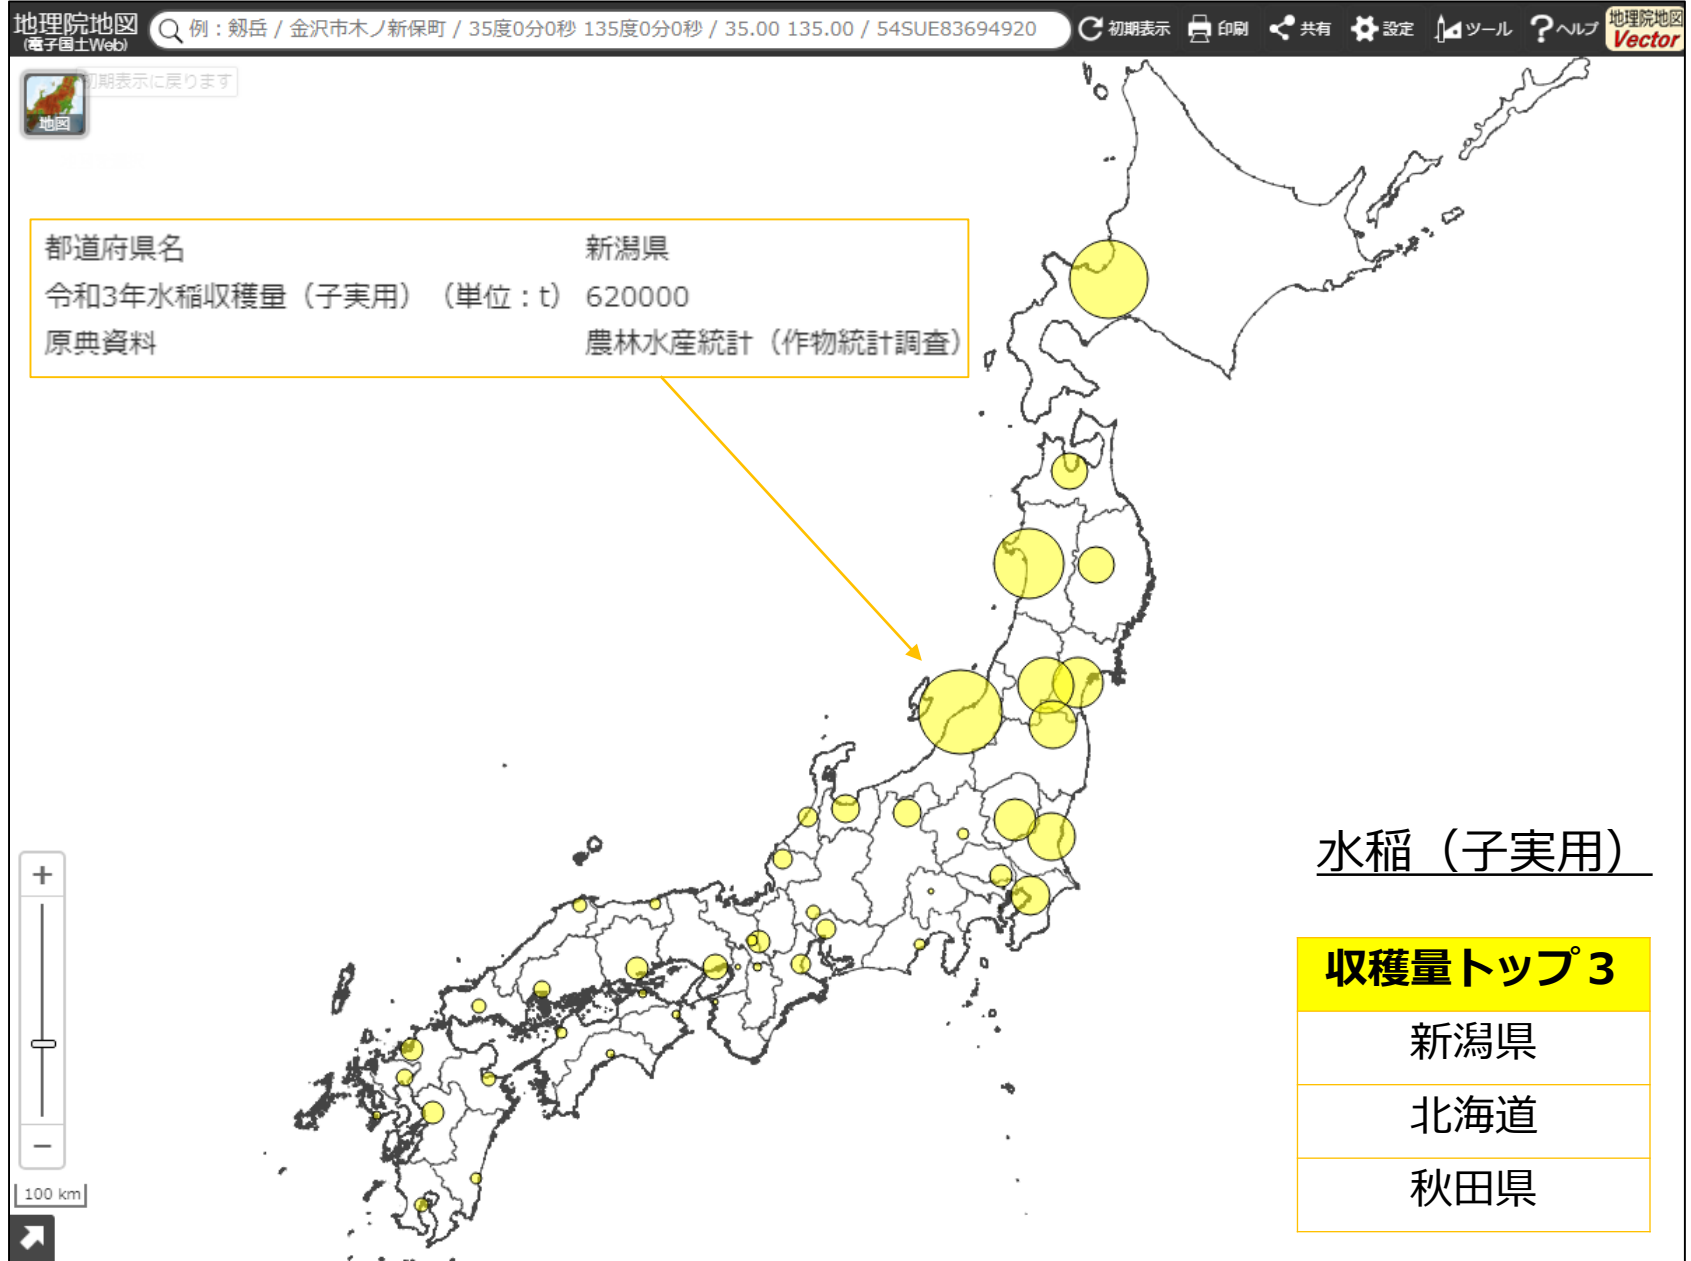 地理院地図
(電子国土Web)
例：剱岳 / 金沢市木ノ新保町 / 35度0分0秒 135度0分0秒 / 35.00 135.00 / 54SUE83694920
初期表示
印刷
共有
設定
ツール
ヘルプ
地理院地図
Vector
初期表示に戻ります
地図
都道府県名 新潟県
令和3年水稲収穫量（子実用）（単位：t） 620000
原典資料 農林水産統計（作物統計調査）
水稲（子実用）
収穫量トップ３
新潟県
北海道
秋田県
+
−
100 km